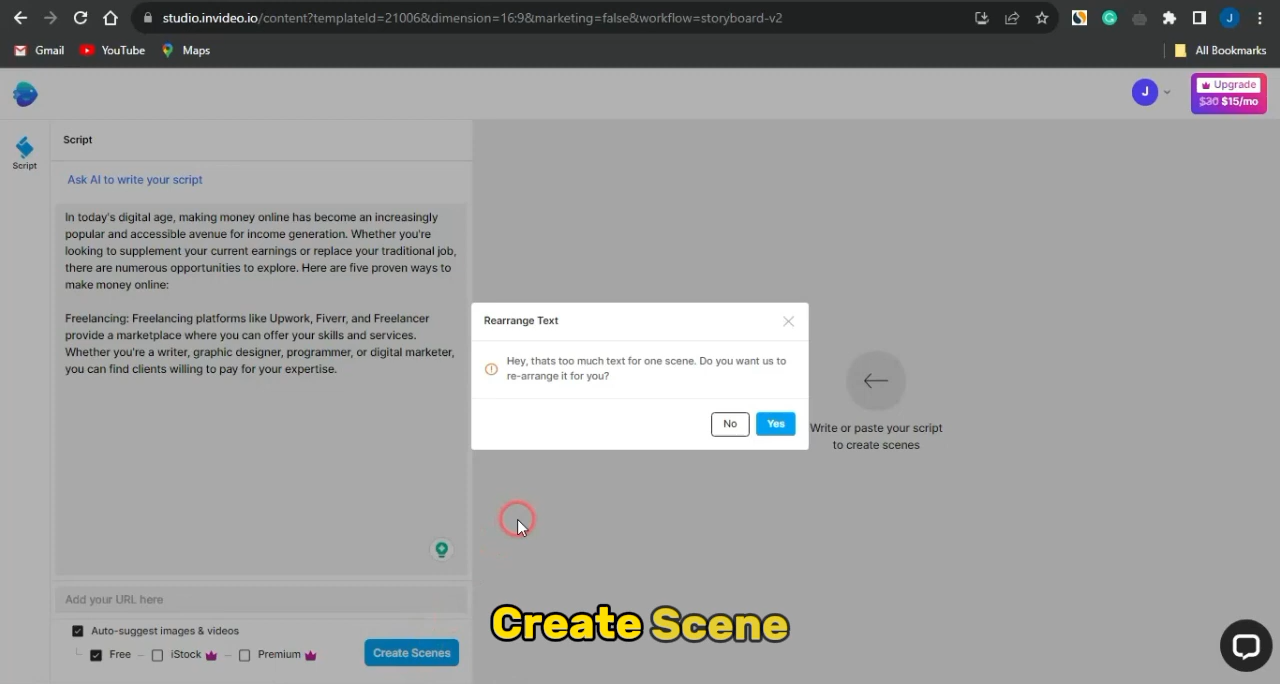 studio.invideo.io/content?templateId=21006&dimension=16:9&marketing=false&workflow=storyboard-v2
J
Gmail
YouTube
Maps
All Bookmarks
J
Upgrade
$30 $15/mo
Script
Script
Ask AI to write your script
In today's digital age, making money online has become an increasingly
popular and accessible avenue for income generation. Whether you're
looking to supplement your current earnings or replace your traditional job,
there are numerous opportunities to explore. Here are five proven ways to
make money online:
Freelancing: Freelancing platforms like Upwork, Fiverr, and Freelancer
provide a marketplace where you can offer your skills and services.
Whether you're a writer, graphic designer, programmer, or digital marketer,
you can find clients willing to pay for your expertise.
Rearrange Text
Hey, thats too much text for one scene. Do you want us to
re-arrange it for you?
No
Yes
Write or paste your script
to create scenes
Add your URL here
Auto-suggest images & videos
Free
iStock
Premium
Create Scenes
Create Scene